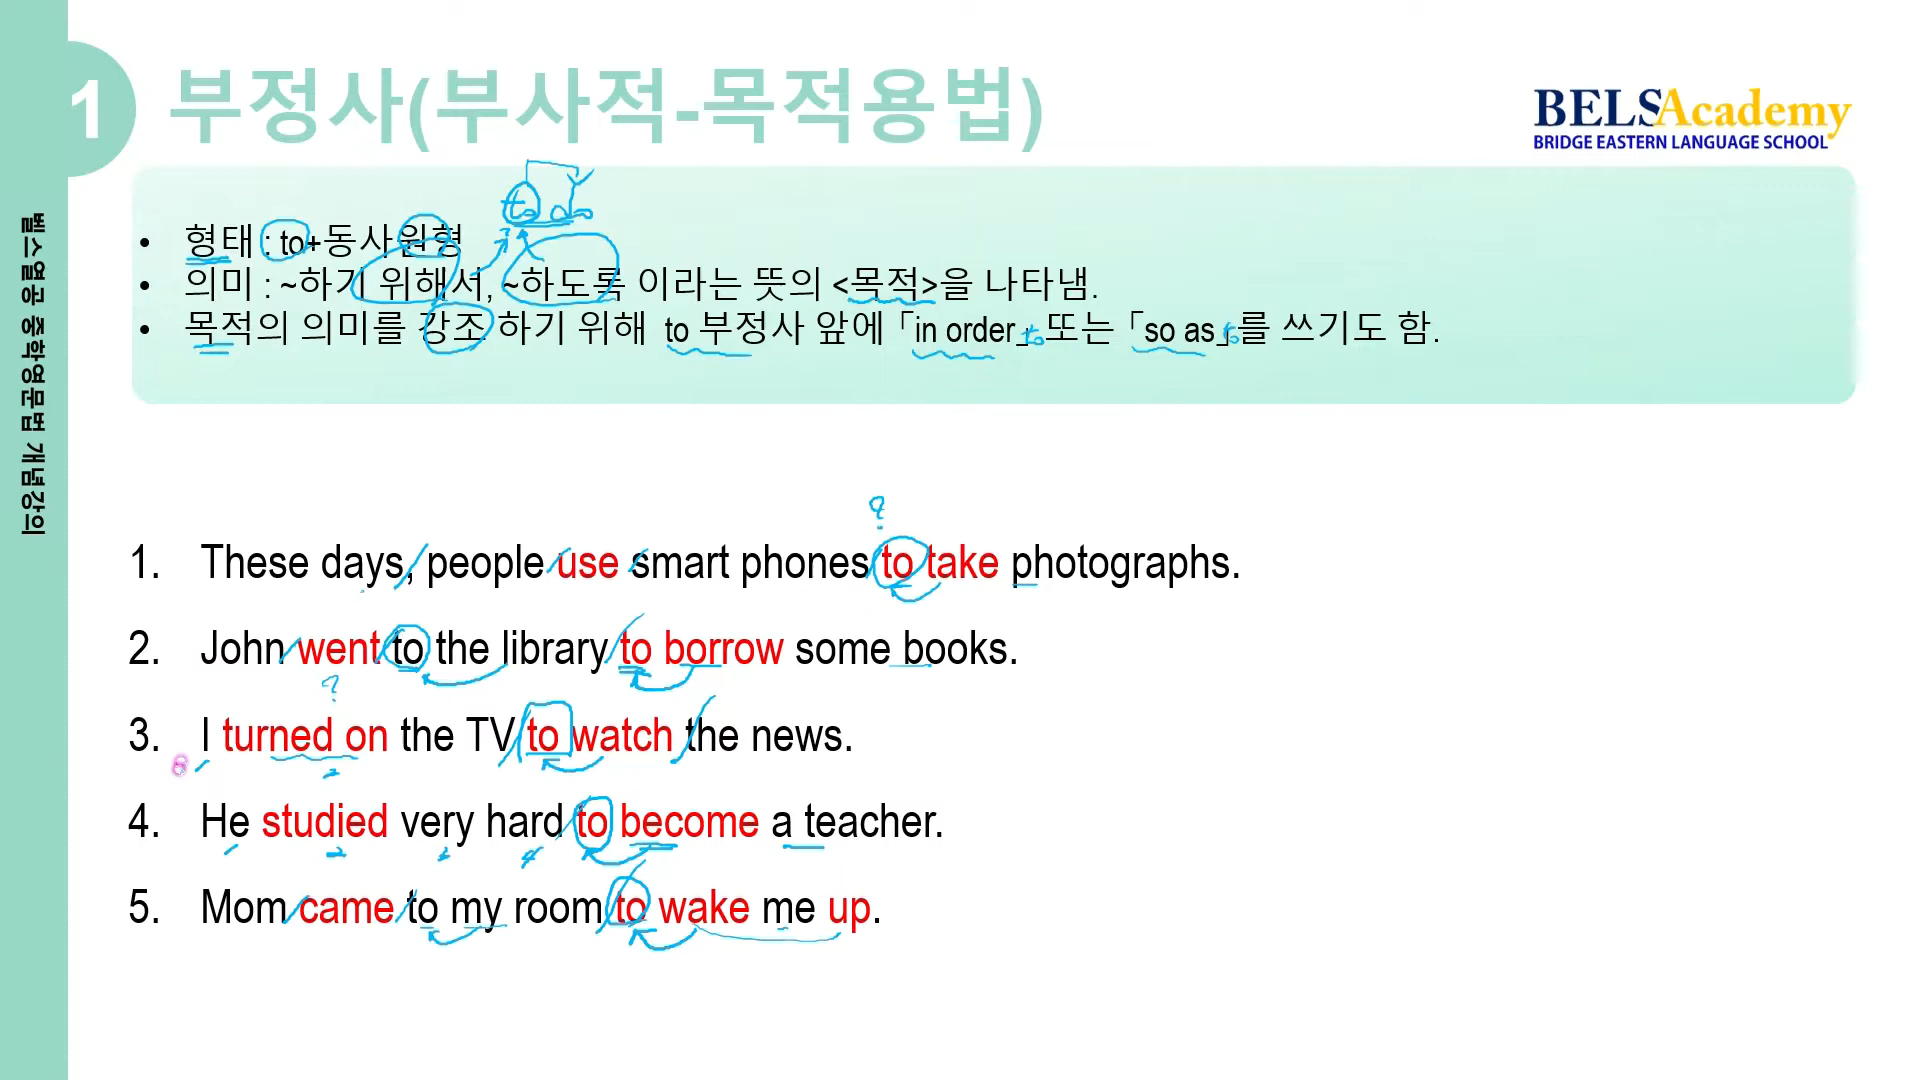 1 부정사(부사적-목적용법)
BELSAcademy
BRIDGE EASTERN LANGUAGE SCHOOL
벨스열공 중학영문법 개념강의
to
• 형태 : to+동사원형
• 의미 : ~하기 위해서, ~하도록 이라는 뜻의 <목적>을 나타냄.
• 목적의 의미를 강조 하기 위해 to 부정사 앞에 「in order」to 또는 「so as」to를 쓰기도 함.
?
1. These days, people use smart phones to take photographs.
2. John went to the library to borrow some books.
?
3. I turned on the TV to watch the news.
4. He studied very hard to become a teacher.
5. Mom came to my room to wake me up.